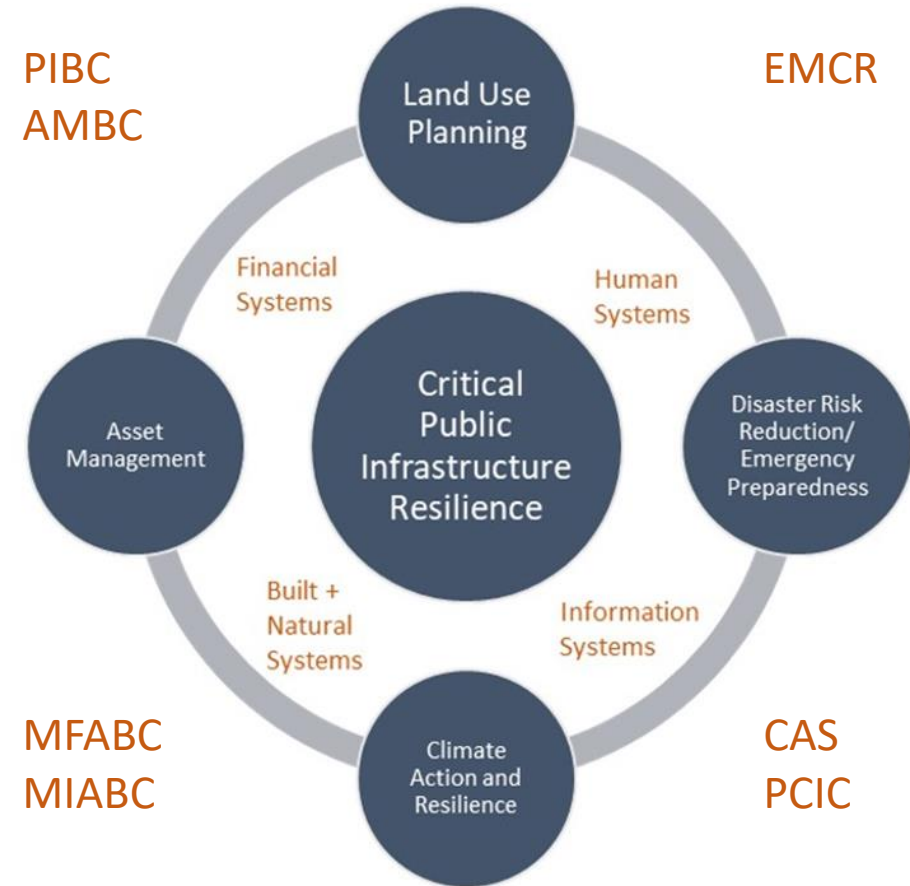 PIBC
AMBC
EMCR
Land Use
Planning
Financial
Systems
Human
Systems
Critical
Public
Infrastructure
Resilience
Asset
Management
Disaster Risk
Reduction/
Emergency
Preparedness
Built +
Natural
Systems
Information
Systems
Climate
Action and
Resilience
MFABC
MIABC
CAS
PCIC